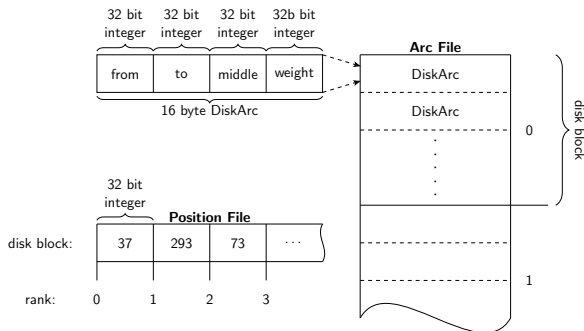 32 bit integer
32 bit integer
32 bit integer
32b bit integer
from
to
middle
weight
16 byte DiskArc
Arc File
DiskArc
DiskArc
0
disk block
1
32 bit integer
Position File
disk block:
37
293
73
...
rank:
0
1
2
3